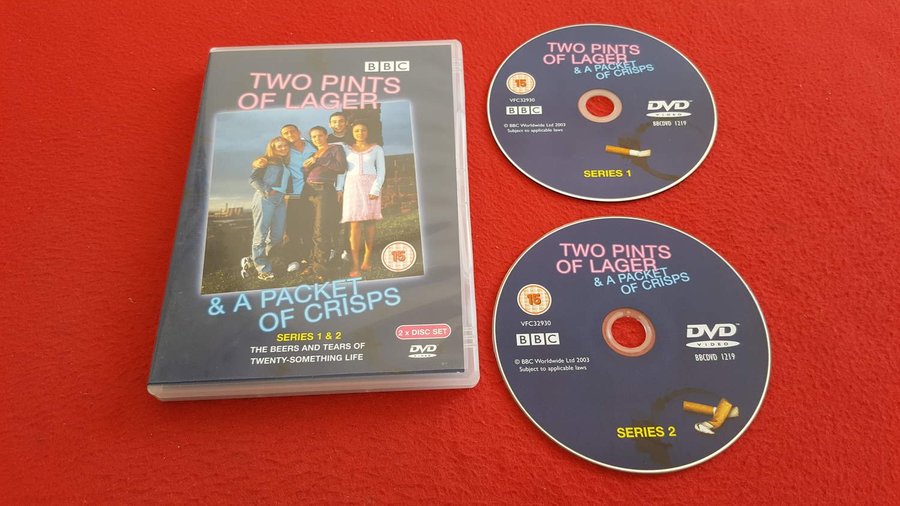 BBC
TWO PINTS
OF LAGER
15
& A PACKET
OF CRISPS
SERIES 1 & 2
THE BEERS AND TEARS OF
TWENTY-SOMETHING LIFE
2 x DISC SET
DVD
VIDEO
TWO PINTS
OF LAGER
& A PACKET
OF CRISPS
15
VFC32930
BBC
DVD
VIDEO
BBCDVD 1219
© BBC Worldwide Ltd 2003
Subject to applicable laws
SERIES 1
TWO PINTS
OF LAGER
& A PACKET
OF CRISPS
15
VFC32930
BBC
DVD
VIDEO
BBCDVD 1219
© BBC Worldwide Ltd 2003
Subject to applicable laws
SERIES 2